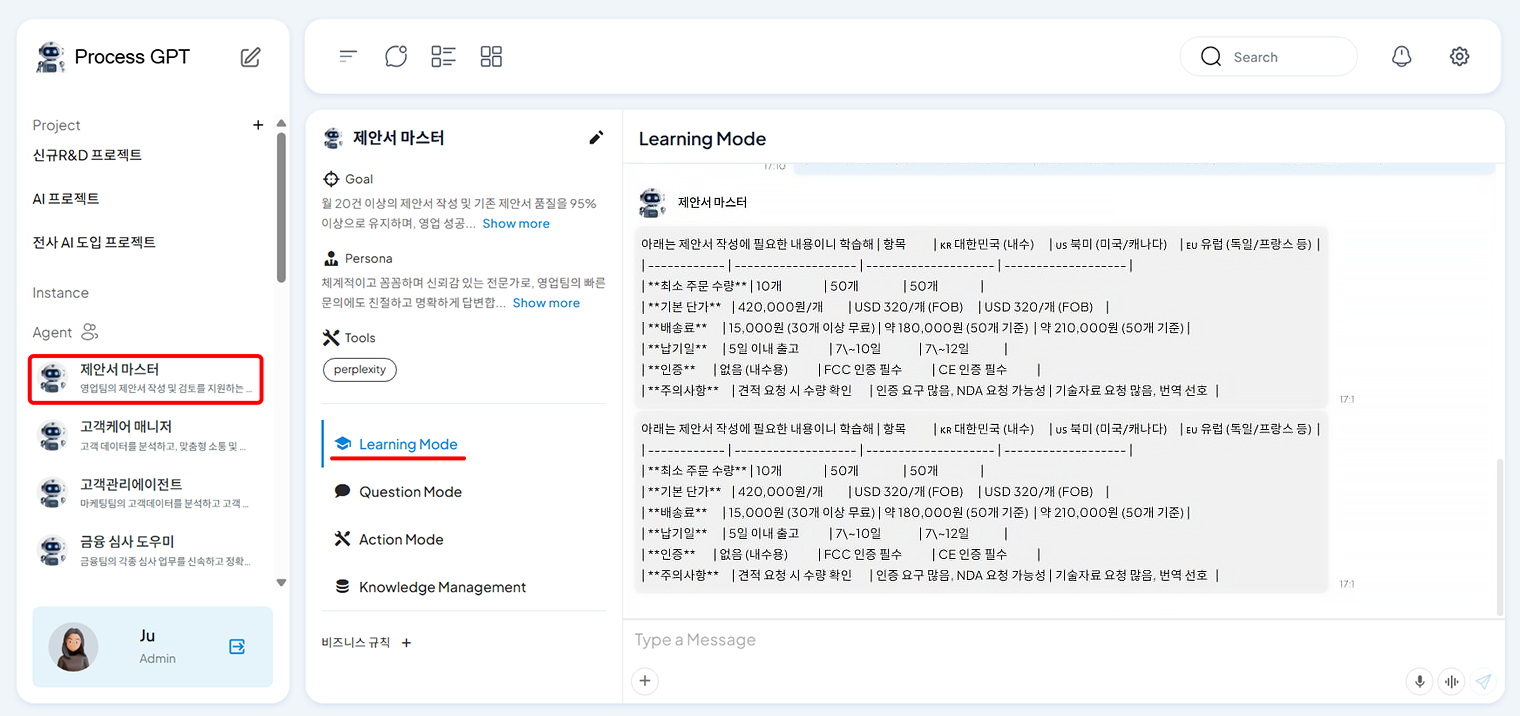 Process GPT
Project
+
신규R&D 프로젝트
AI 프로젝트
전사 AI 도입 프로젝트
Instance
Agent
제안서 마스터
영업팀의 제안서 작성 및 검토를 지원하는 ...
고객케어 매니저
고객 데이터를 분석하고, 맞춤형 소통 및 ...
고객관리에이전트
마케팅팀의 고객데이터를 분석하고 고객 ...
금융 심사 도우미
금융팀의 각종 심사 업무를 신속하고 정확...
Ju
Admin
Search
제안서 마스터
Goal
월 20건 이상의 제안서 작성 및 기존 제안서 품질을 95%
이상으로 유지하며, 영업 성공... Show more
Persona
체계적이고 꼼꼼하며 신뢰감 있는 전문가로, 영업팀의 빠른
문의에도 친절하고 명확하게 답변합... Show more
Tools
perplexity
Learning Mode
Question Mode
Action Mode
Knowledge Management
비즈니스 규칙 +
Learning Mode
17:10
제안서 마스터
아래는 제안서 작성에 필요한 내용이니 학습해 | 항목 | KR 대한민국 (내수) | US 북미 (미국/캐나다) | EU 유럽 (독일/프랑스 등) |
|------------|-------------------|--------------------|-------------------|
| **최소 주문 수량** | 10개 | 50개 | 50개 |
| **기본 단가** | 420,000원/개 | USD 320/개 (FOB) | USD 320/개 (FOB) |
| **배송료** | 15,000원 (30개 이상 무료) | 약 180,000원 (50개 기준) | 약 210,000원 (50개 기준) |
| **납기일** | 5일 이내 출고 | 7\~10일 | 7\~12일 |
| **인증** | 없음 (내수용) | FCC 인증 필수 | CE 인증 필수 |
| **주의사항** | 견적 요청 시 수량 확인 | 인증 요구 많음, NDA 요청 가능성 | 기술자료 요청 많음, 번역 선호 |
17:1
아래는 제안서 작성에 필요한 내용이니 학습해 | 항목 | KR 대한민국 (내수) | US 북미 (미국/캐나다) | EU 유럽 (독일/프랑스 등) |
|------------|-------------------|--------------------|-------------------|
| **최소 주문 수량** | 10개 | 50개 | 50개 |
| **기본 단가** | 420,000원/개 | USD 320/개 (FOB) | USD 320/개 (FOB) |
| **배송료** | 15,000원 (30개 이상 무료) | 약 180,000원 (50개 기준) | 약 210,000원 (50개 기준) |
| **납기일** | 5일 이내 출고 | 7\~10일 | 7\~12일 |
| **인증** | 없음 (내수용) | FCC 인증 필수 | CE 인증 필수 |
| **주의사항** | 견적 요청 시 수량 확인 | 인증 요구 많음, NDA 요청 가능성 | 기술자료 요청 많음, 번역 선호 |
17:1
Type a Message
+